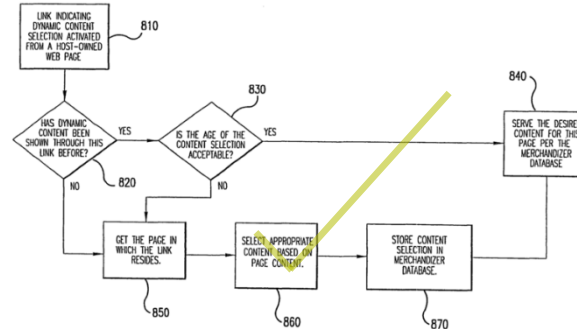 810
LINK INDICATING
DYNAMIC CONTENT
SELECTION ACTIVATED
FROM A HOST-OWNED
WEB PAGE
HAS DYNAMIC
CONTENT BEEN
SHOWN THROUGH THIS
LINK BEFORE?
YES
820
NO
830
IS THE AGE OF THE
CONTENT SELECTION
ACCEPTABLE?
YES
NO
840
SERVE THE DESIRE
CONTENT FOR THIS
PAGE PER THE
MERCHANDIZER
DATABASE
GET THE PAGE IN
WHICH THE LINK
RESIDES.
850
SELECT APPROPRIATE
CONTENT BASED ON
PAGE CONTENT.
860
STORE CONTENT
SELECTION IN
MERCHANDIZER
DATABASE.
870